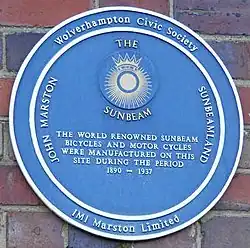 Wolverhampton Civic Society
JOHN MARSTON
SUNBEAMLAND
THE
SUNBEAM
THE WORLD RENOWNED SUNBEAM
BICYCLES AND MOTOR CYCLES
WERE MANUFACTURED ON THIS
SITE DURING THE PERIOD
1890 - 1937
IMI Marston Limited